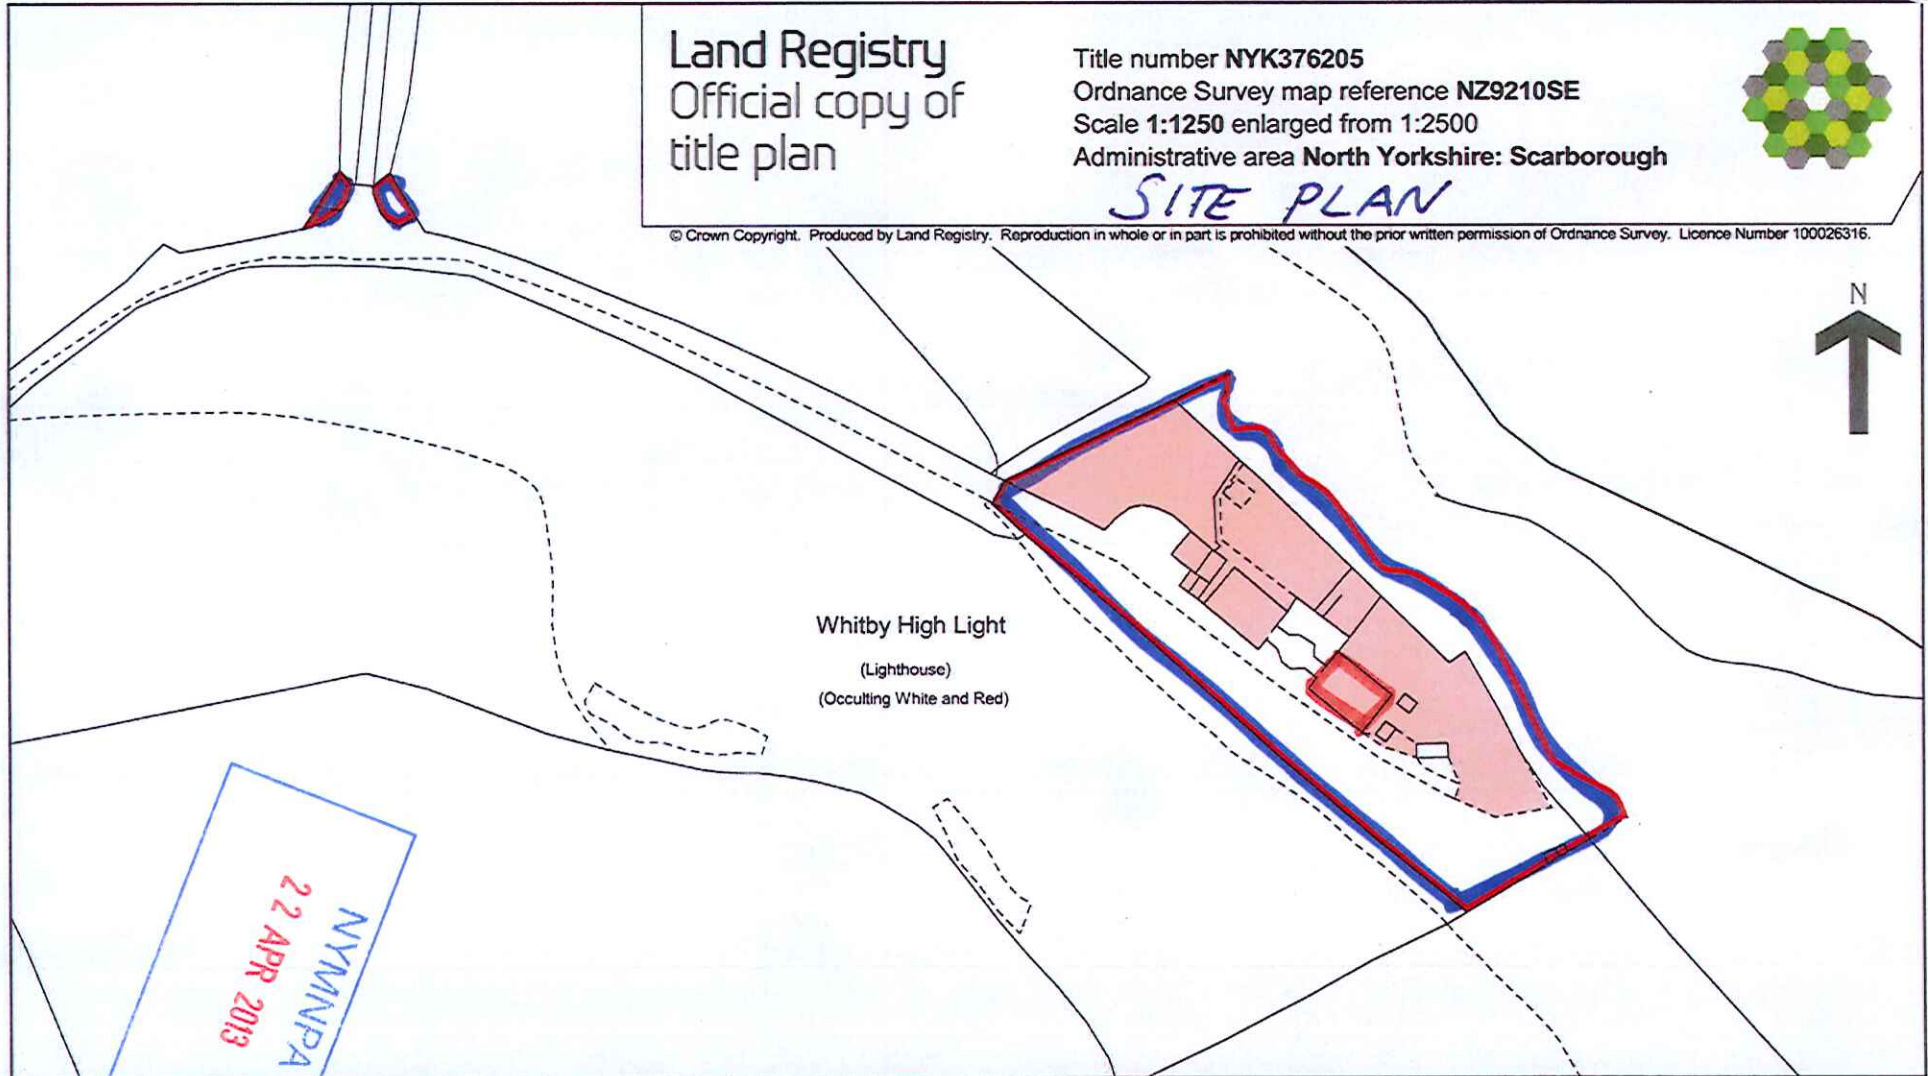 Land Registry
Official copy of
title plan
Title number NYK376205
Ordnance Survey map reference NZ9210SE
Scale 1:1250 enlarged from 1:2500
Administrative area North Yorkshire: Scarborough
SITE PLAN
© Crown Copyright. Produced by Land Registry. Reproduction in whole or in part is prohibited without the prior written permission of Ordnance Survey. Licence Number 100026316.
N
Whitby High Light
(Lighthouse)
(Occulting White and Red)
NYMNPA
22 APR 2013